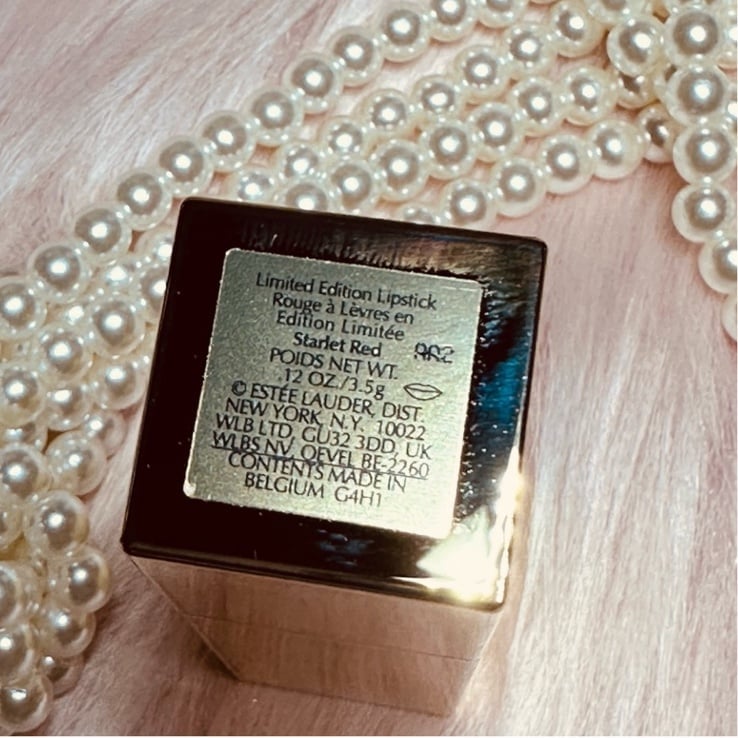 Limited Edition Lipstick
Rouge à Lèvres en
Edition Limitée
Starlet Red
POIDS NET WT.
.12 OZ./3.5g
© ESTĒE LAUDER, DIST.
NEW YORK, N.Y. 10022
WLB LTD, GU32 3DD, UK
WLBS NV, OEVEL BE-2260
CONTENTS MADE IN
BELGIUM G4H1